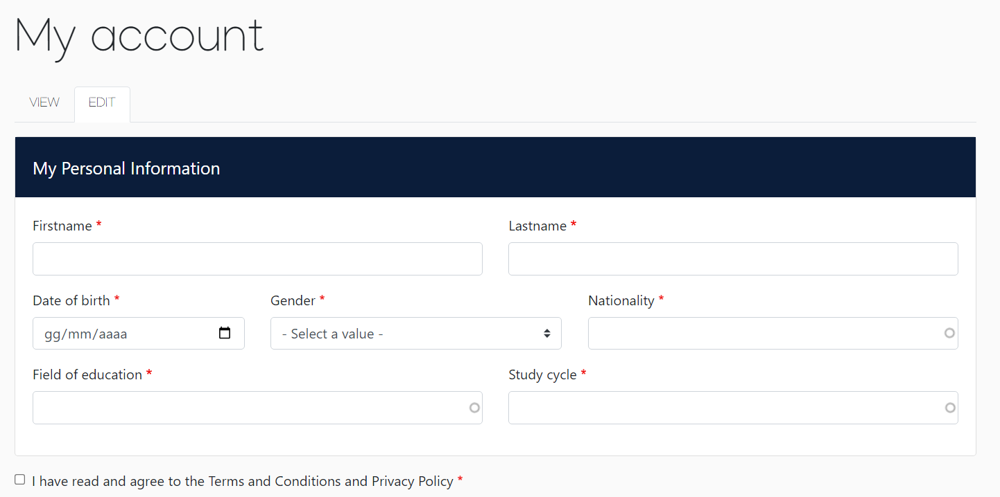 My account
VIEW EDIT
My Personal Information
Firstname * Lastname *
Date of birth * Gender * Nationality *
gg/mm/aaaa - Select a value -
Field of education * Study cycle *
I have read and agree to the Terms and Conditions and Privacy Policy *